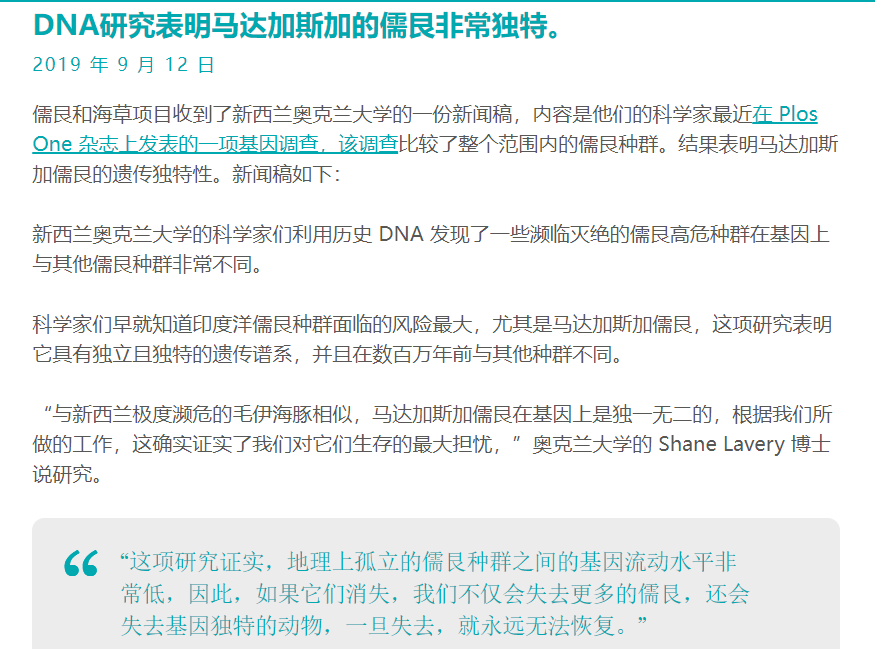 DNA研究表明马达加斯加的儒艮非常独特。
2019 年 9 月 12 日
儒艮和海草项目收到了新西兰奥克兰大学的一份新闻稿，内容是他们的科学家最近在 Plos
One 杂志上发表的一项基因调查，该调查比较了整个范围内的儒艮种群。结果表明马达加斯
加儒艮的遗传独特性。新闻稿如下：
新西兰奥克兰大学的科学家们利用历史 DNA 发现了一些濒临灭绝的儒艮高危种群在基因上
与其他儒艮种群非常不同。
科学家们早就知道印度洋儒艮种群面临的风险最大，尤其是马达加斯加儒艮，这项研究表明
它具有独立且独特的遗传谱系，并且在数百万年前与其他种群不同。
“与新西兰极度濒危的毛伊海豚相似，马达加斯加儒艮在基因上是独一无二的，根据我们所
做的工作，这确实证实了我们对它们生存的最大担忧，”奥克兰大学的 Shane Lavery 博士
说研究。
“这项研究证实，地理上孤立的儒艮种群之间的基因流动水平非
常低，因此，如果它们消失，我们不仅会失去更多的儒艮，还会
失去基因独特的动物，一旦失去，就永远无法恢复。”